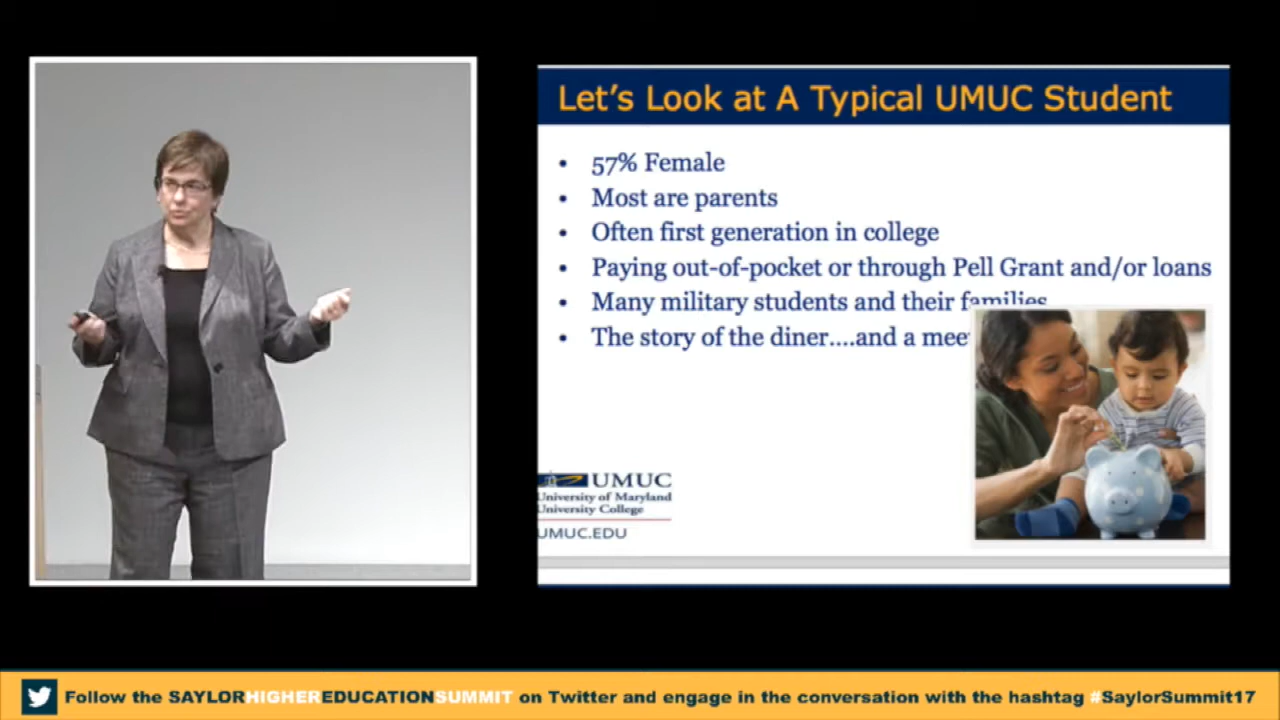 Let's Look at A Typical UMUC Student
• 57% Female
• Most are parents
• Often first generation in college
• Paying out-of-pocket or through Pell Grant and/or loans
• Many military students and their families
• The story of the diner....and a
UMUC
University of Maryland
University College
UMUC.EDU
Follow the SAYLORHIGHEREDUCATIONSUMMIT on Twitter and engage in the conversation with the hashtag #SaylorSummit17